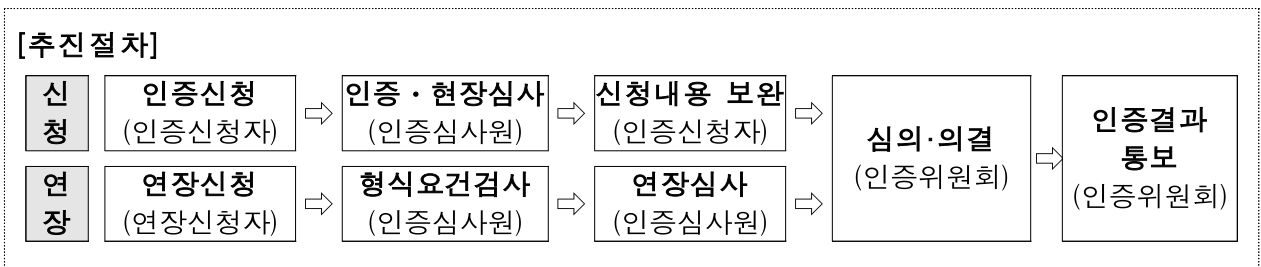 [추진절차]
신청
인증신청
(인증신청자)
⇨
인증·현장심사
(인증심사원)
⇨
신청내용 보완
(인증신청자)
⇨
연장
연장신청
(연장신청자)
⇨
형식요건검사
(인증심사원)
⇨
연장심사
(인증심사원)
⇨
심의·의결
(인증위원회)
⇨
인증결과
통보
(인증위원회)